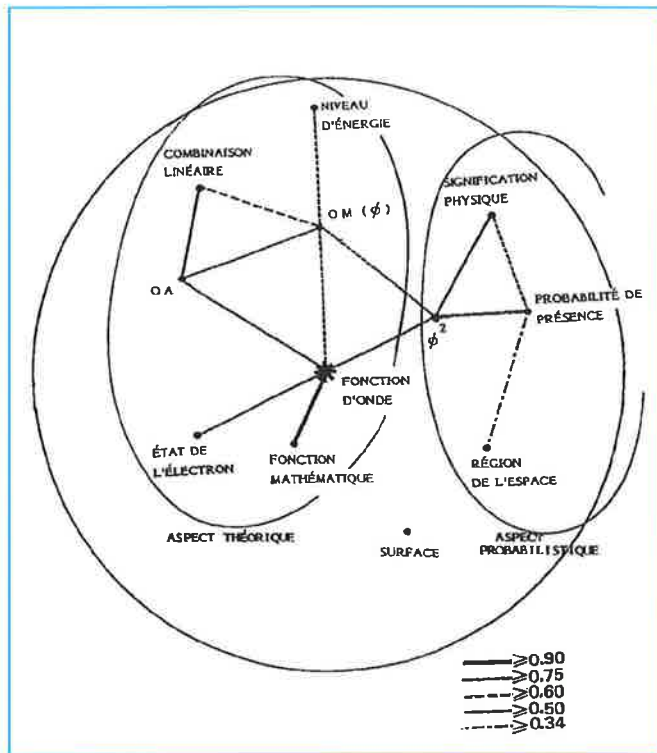 NIVEAU
D'ÉNERGIE
COMBINAISON
LINÉAIRE
SIGNIFICATION
PHYSIQUE
OM (ϕ)
OA
PROBABILITÉ DE
PRÉSENCE
ϕ²
FONCTION
D'ONDE
ÉTAT DE
L'ÉLECTRON
FONCTION
MATHÉMATIQUE
RÉGION
DE L'ESPACE
ASPECT THÉORIQUE
SURFACE
ASPECT
PROBABILISTIQUE
≥0.90
≥0.75
≥0.60
≥0.50
≥0.34